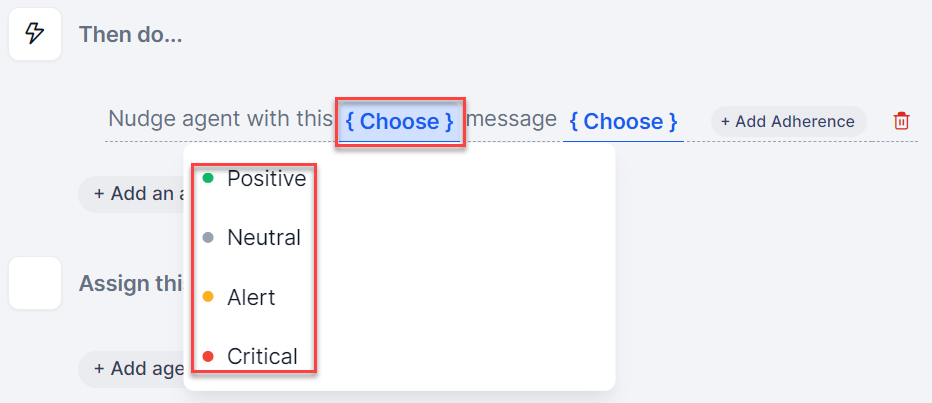 Then do...
Nudge agent with this { Choose } message { Choose } + Add Adherence
Positive
+ Add an a
Neutral
Assign thi
Alert
Critical
+ Add age